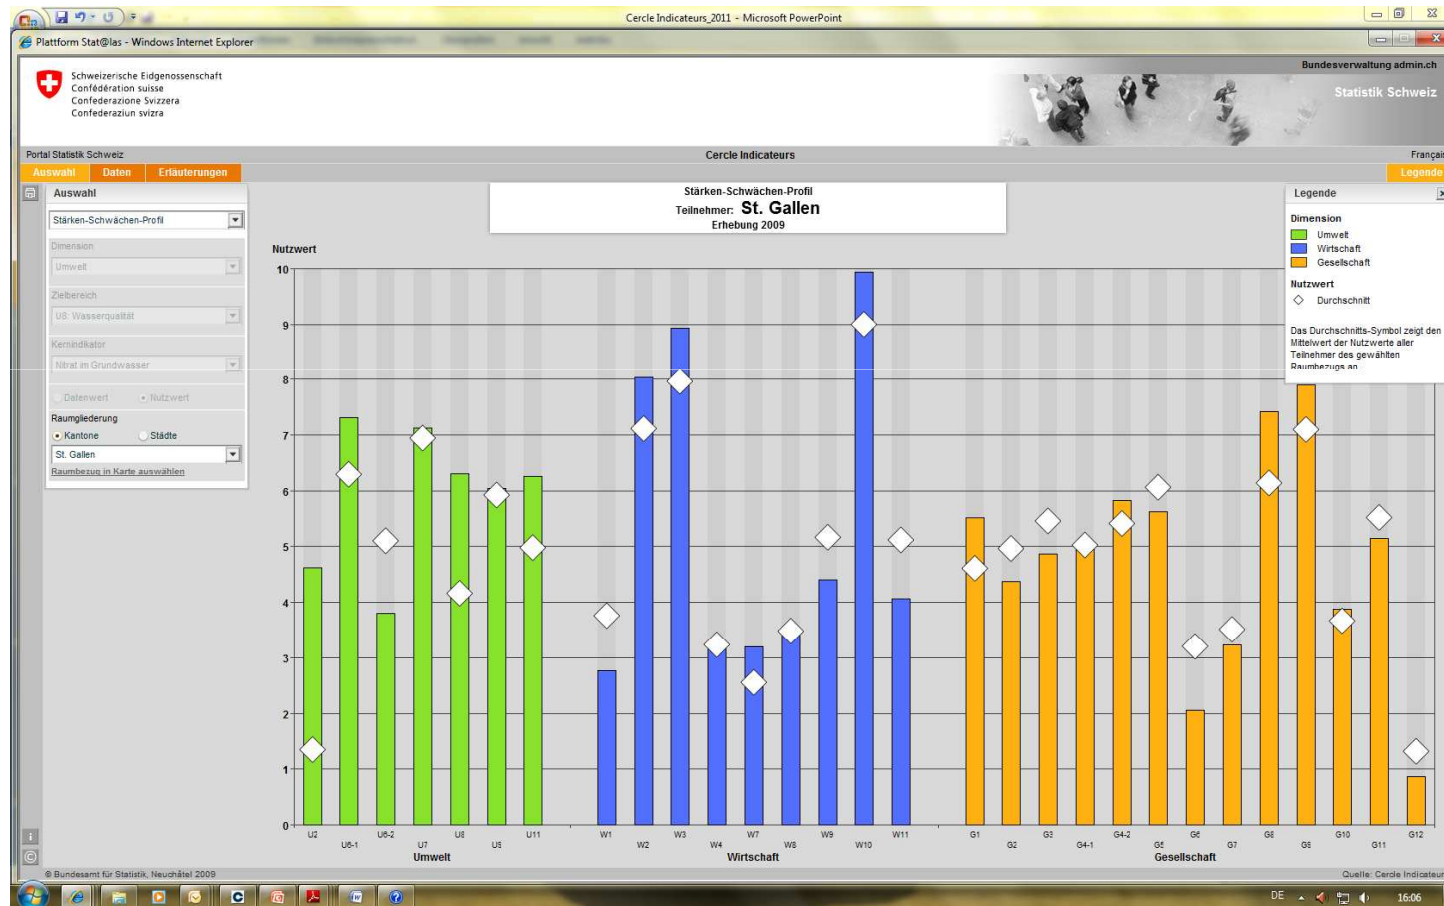 Cercle Indicateurs_2011 - Microsoft PowerPoint
Plattform Stat@las - Windows Internet Explorer
Bundesverwaltung admin.ch
Schweizerische Eidgenossenschaft
Confédération suisse
Confederazione Svizzera
Confederaziun svizra
Statistik Schweiz
Portal Statistik Schweiz
Cercle Indicateurs
Françai
Auswahl Daten Erläuterungen
Legende
Auswahl
Stärken-Schwächen-Profil
Dimension
Umwelt
Zielbereich
U8: Wasserqualität
Kernindikator
Nitrat im Grundwasser
Datenwert Nutzwert
Raumgliederung
Kantone Städte
St. Gallen
Raumbezug in Karte auswählen
Stärken-Schwächen-Profil
Teilnehmer: St. Gallen
Erhebung 2009
Legende
Dimension
Umwelt
Wirtschaft
Gesellschaft
Nutzwert
Durchschnitt
Das Durchschnitts-Symbol zeigt den
Mittelwert der Nutzwerte aller
Teilnehmer des gewählten
Raumbezugs an
Nutzwert
10
9
8
7
6
5
4
3
2
1
0
U2 U6-2 U8 U11 W1 W3 W7 W9 W11 G1 G3 G4-2 G6 G8 G10 G12
U6-1 U7 W2 W4 W8 W10 G2 G4-1 G5 G7 G11
Umwelt Wirtschaft Gesellschaft
© Bundesamt für Statistik, Neuchâtel 2009
Quelle: Cercle Indicateur
DE 16:06